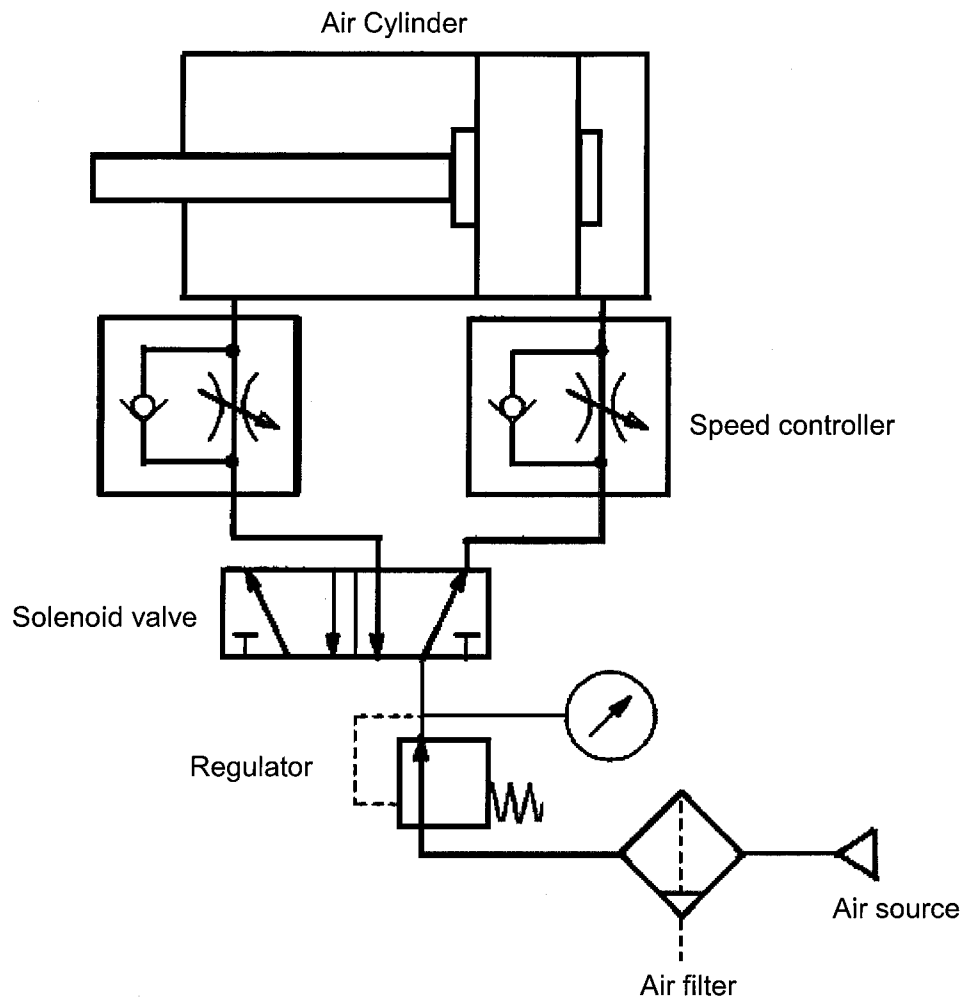 Air Cylinder
Speed controller
Solenoid valve
Regulator
Air source
Air filter